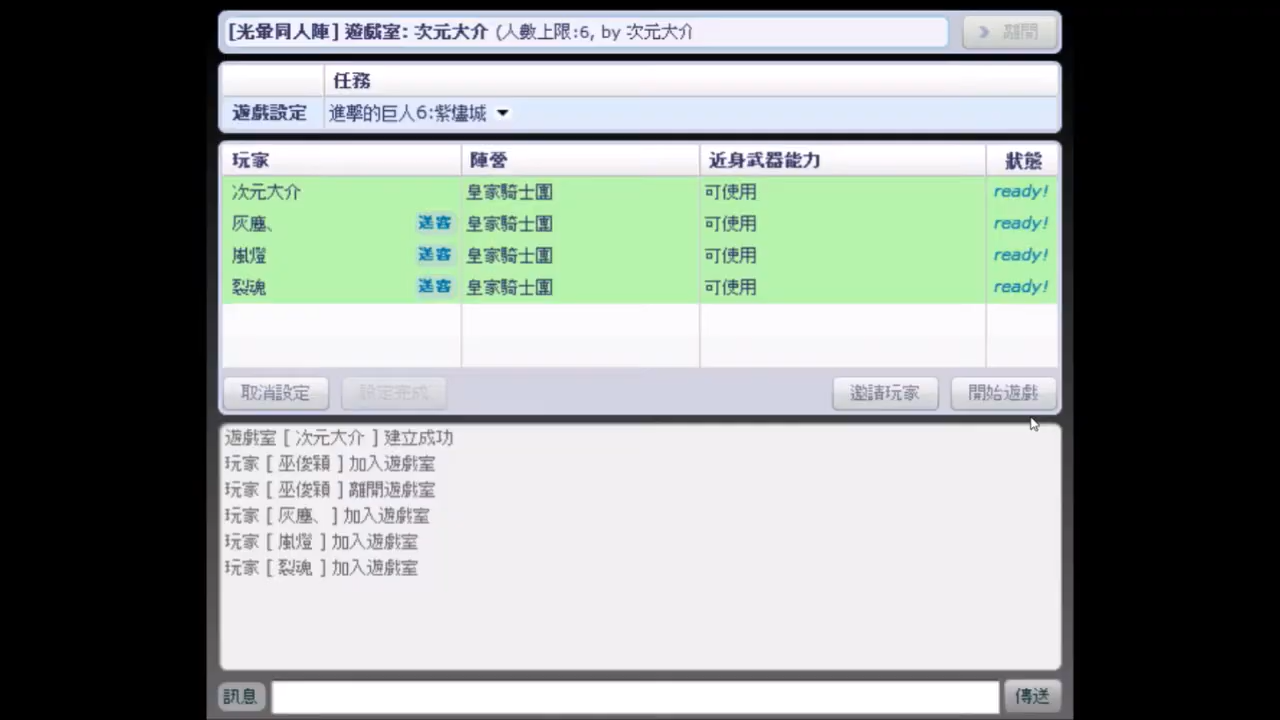 [光暈同人陣] 遊戲室: 次元大介 (人數上限:6, by 次元大介
離開
任務
遊戲設定 進擊的巨人6:紫燼城
玩家 陣營 近身武器能力 狀態
次元大介 皇家騎士團 可使用 ready!
灰塵、 送客 皇家騎士團 可使用 ready!
嵐燈 送客 皇家騎士團 可使用 ready!
裂魂 送客 皇家騎士團 可使用 ready!
取消設定 設定完成 邀請玩家 開始遊戲
遊戲室 [ 次元大介 ] 建立成功
玩家 [ 巫俊穎 ] 加入遊戲室
玩家 [ 巫俊穎 ] 離開遊戲室
玩家 [ 灰塵、 ] 加入遊戲室
玩家 [ 嵐燈 ] 加入遊戲室
玩家 [ 裂魂 ] 加入遊戲室
訊息 傳送